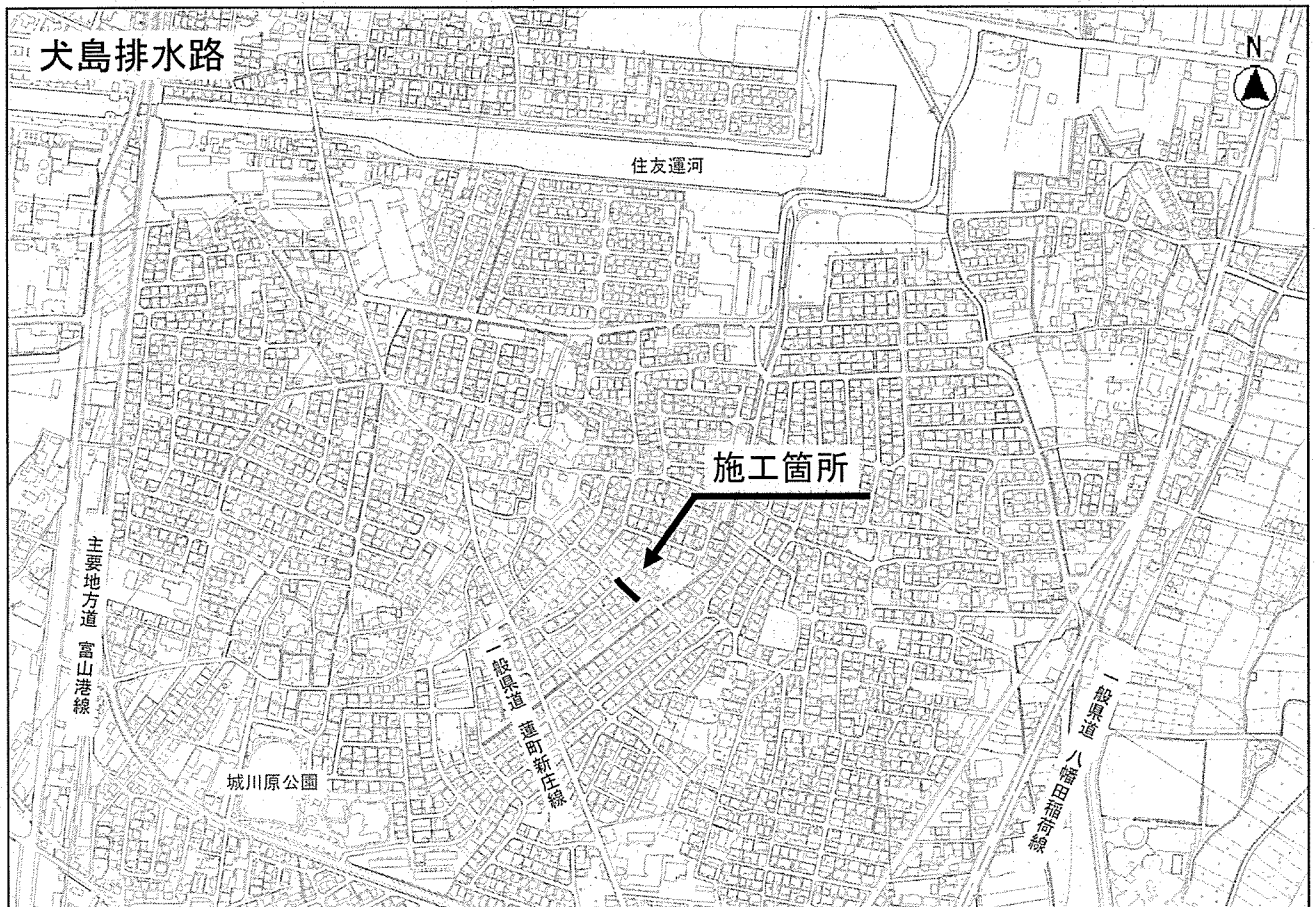 犬島排水路
N
住友運河
施工箇所
主要地方道 富山港線
一般県道 蓮町新庄線
城川原公園
一般県道 八幡田稲荷線